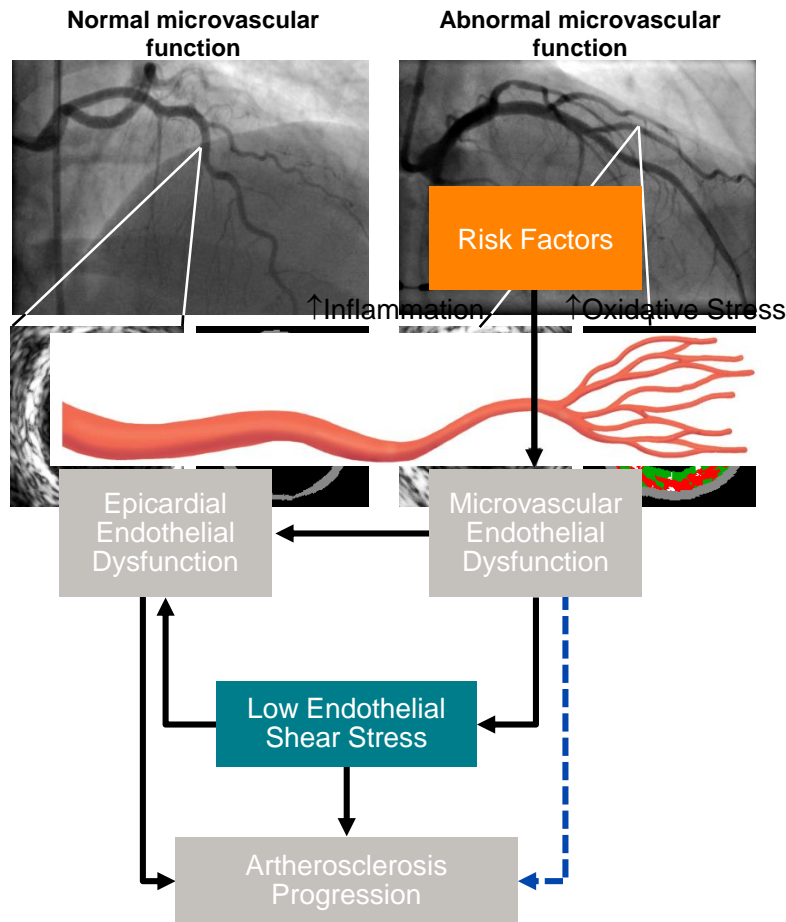 Normal microvascular
function
Abnormal microvascular
function
Risk Factors
↑Inflammation
↑Oxidative Stress
Epicardial
Endothelial
Dysfunction
Microvascular
Endothelial
Dysfunction
Low Endothelial
Shear Stress
Artherosclerosis
Progression